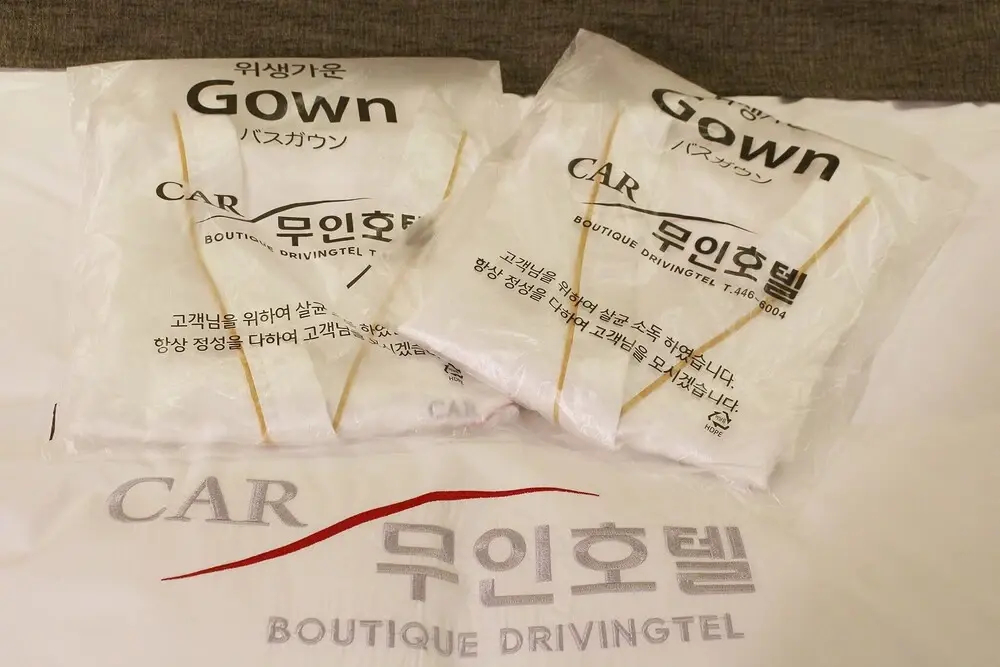 위생가운
Gown
バスガウン
CAR
무인호텔
BOUTIQUE DRIVINGTEL T
고객님을 위하여 살균
항상 정성을 다하여 고객님을
HDPE
CAR
Gown
バスガウン
CAR
무인호텔
BOUTIQUE DRIVINGTEL T.446-6004
고객님을 위하여 살균 소독 하였습니다.
항상 정성을 다하여 고객님을 모시겠습니다.
HDPE
CAR
무인호텔
BOUTIQUE DRIVINGTEL